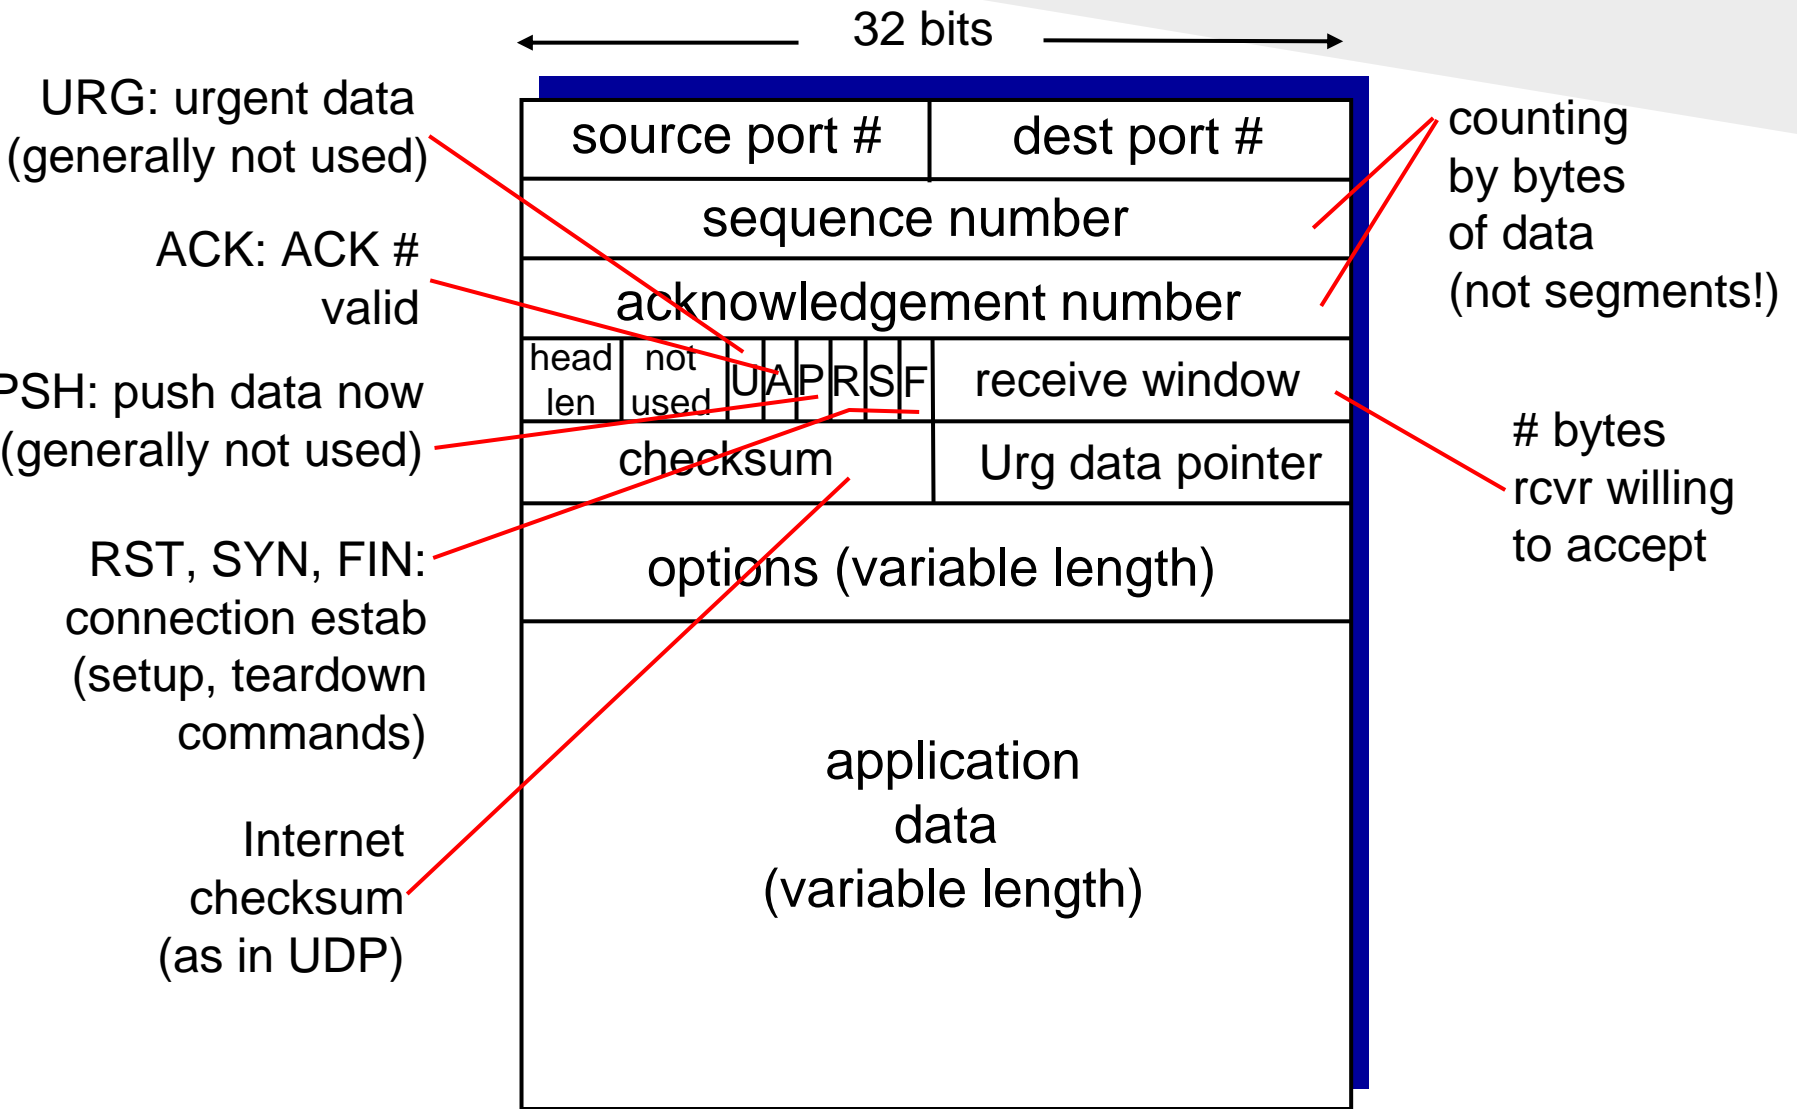 32 bits
URG: urgent data
(generally not used)
ACK: ACK #
valid
PSH: push data now
(generally not used)
RST, SYN, FIN:
connection estab
(setup, teardown
commands)
Internet
checksum
(as in UDP)
source port #
dest port #
sequence number
acknowledgement number
head
len
not
used
U
A
P
R
S
F
receive window
checksum
Urg data pointer
options (variable length)
application
data
(variable length)
counting
by bytes
of data
(not segments!)
# bytes
rcvr willing
to accept